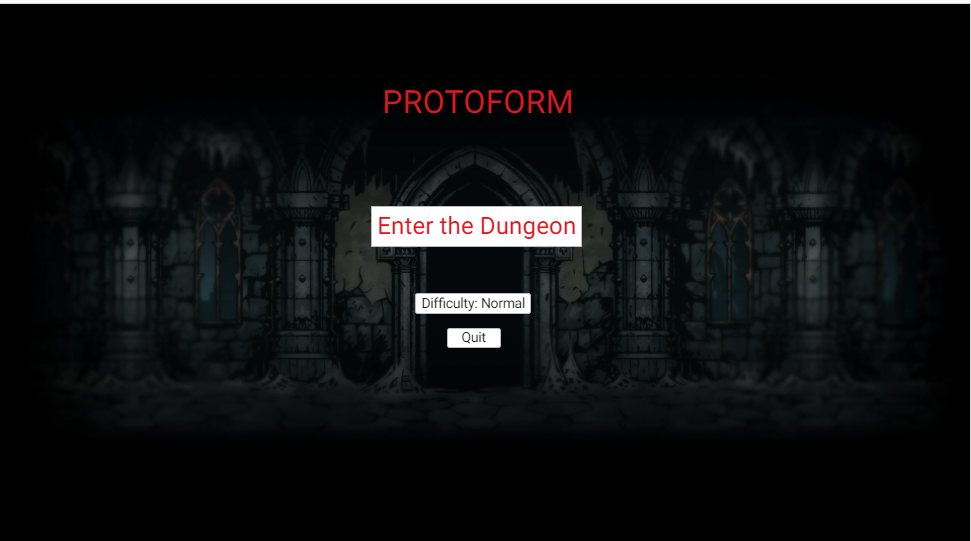 PROTOFORM
Enter the Dungeon
Difficulty: Normal
Quit